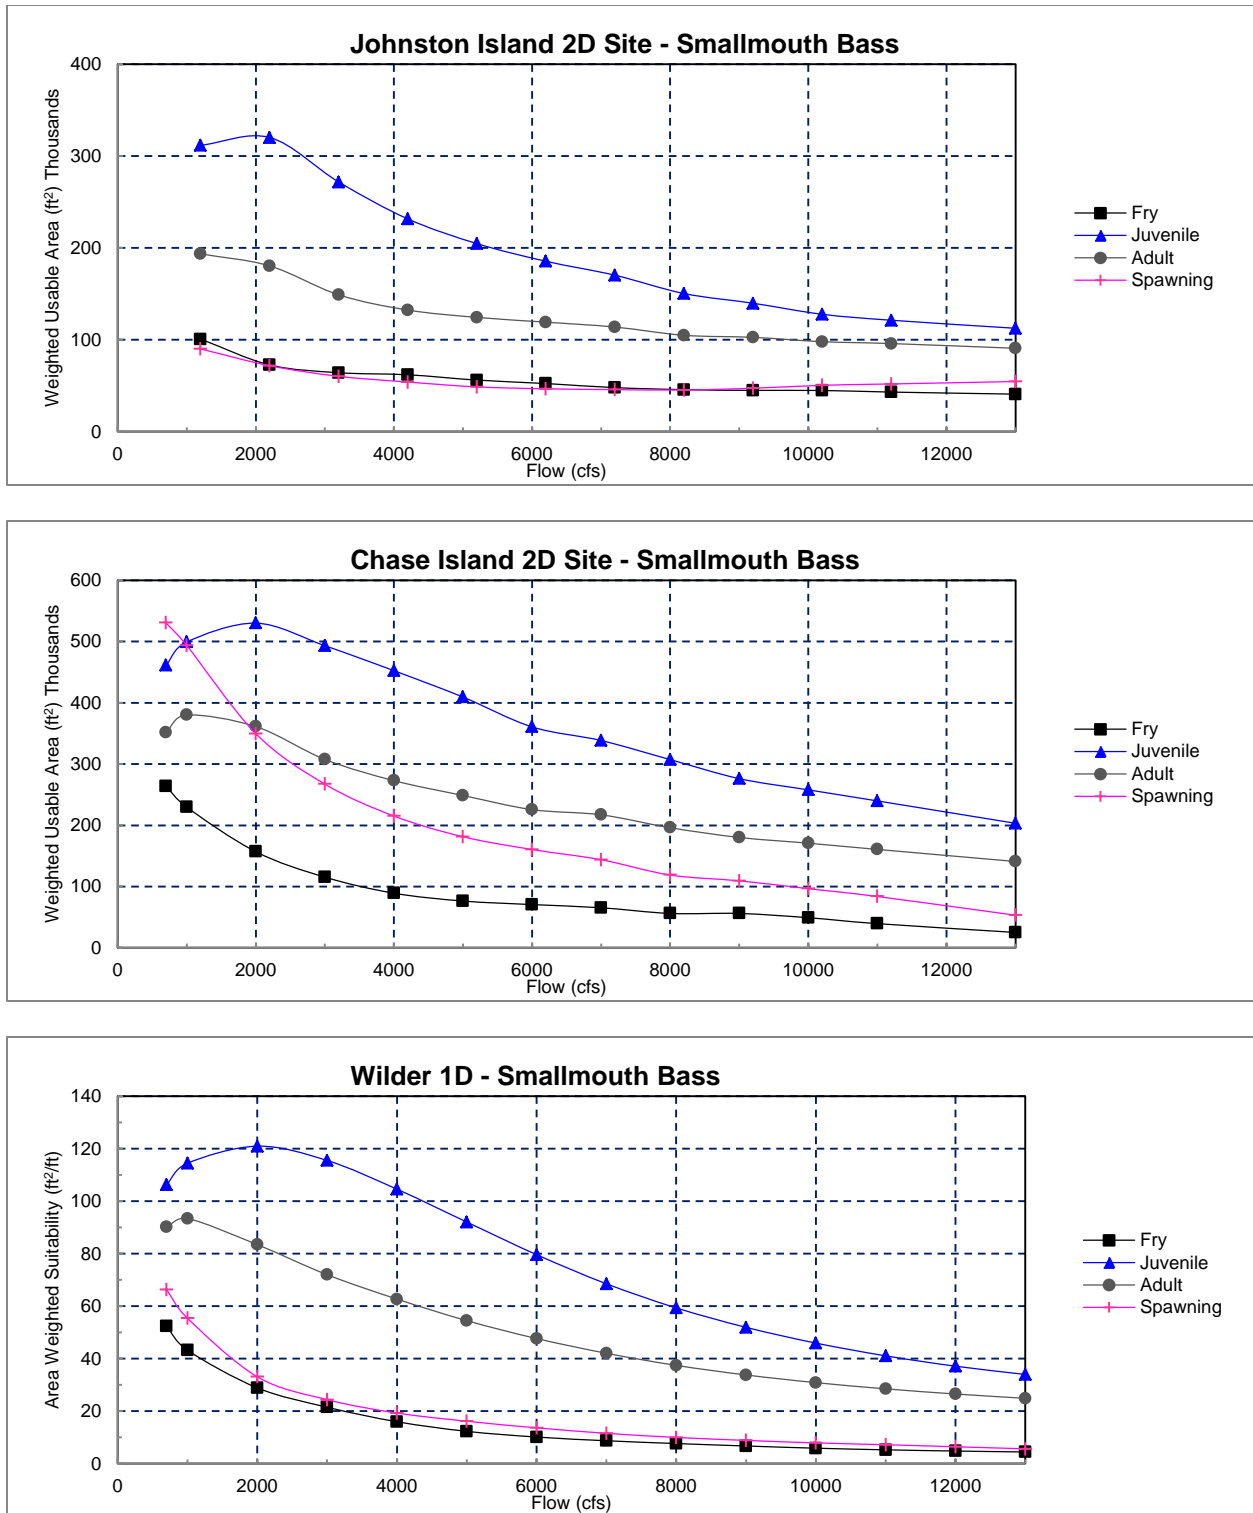 Johnston Island 2D Site - Smallmouth Bass
Weighted Usable Area (ft²) Thousands
400
300
200
100
0
0 2000 4000 6000 8000 10000 12000
Flow (cfs)
Fry
Juvenile
Adult
Spawning
Chase Island 2D Site - Smallmouth Bass
Weighted Usable Area (ft²) Thousands
600
500
400
300
200
100
0
0 2000 4000 6000 8000 10000 12000
Flow (cfs)
Fry
Juvenile
Adult
Spawning
Wilder 1D - Smallmouth Bass
Area Weighted Suitability (ft²/ft)
140
120
100
80
60
40
20
0
0 2000 4000 6000 8000 10000 12000
Flow (cfs)
Fry
Juvenile
Adult
Spawning